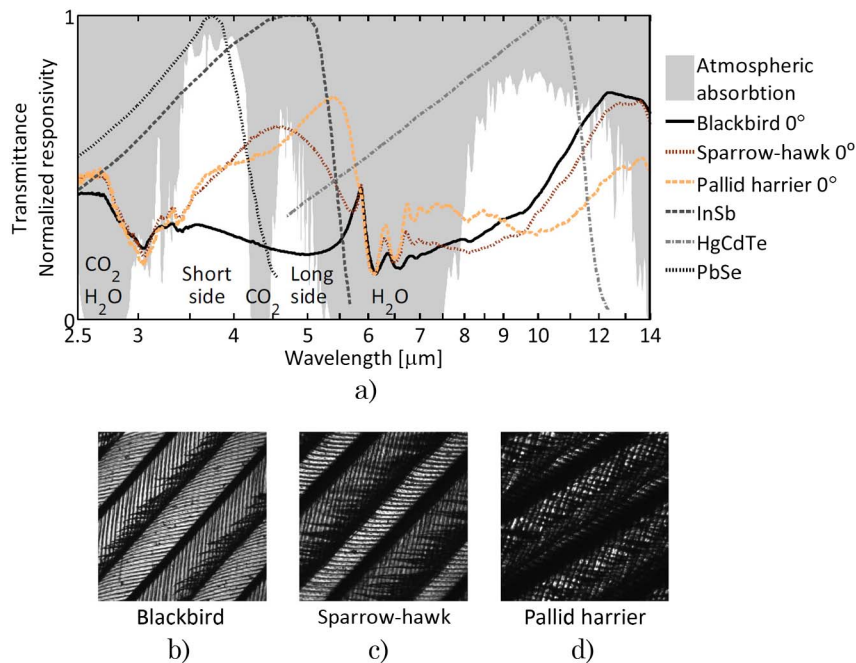 1
Transmittance
Normalized responsivity
0
CO2
H2O
Short
side
CO2
Long
side
H2O
2.5
3
4
5
6
7
8
9
10
11
12
14
Wavelength [μm]
a)
Atmospheric
absorbtion
Blackbird 0°
Sparrow-hawk 0º
Pallid harrier 0°
InSb
HgCdTe
PbSe
Blackbird
Sparrow-hawk
Pallid harrier
b)
c)
d)